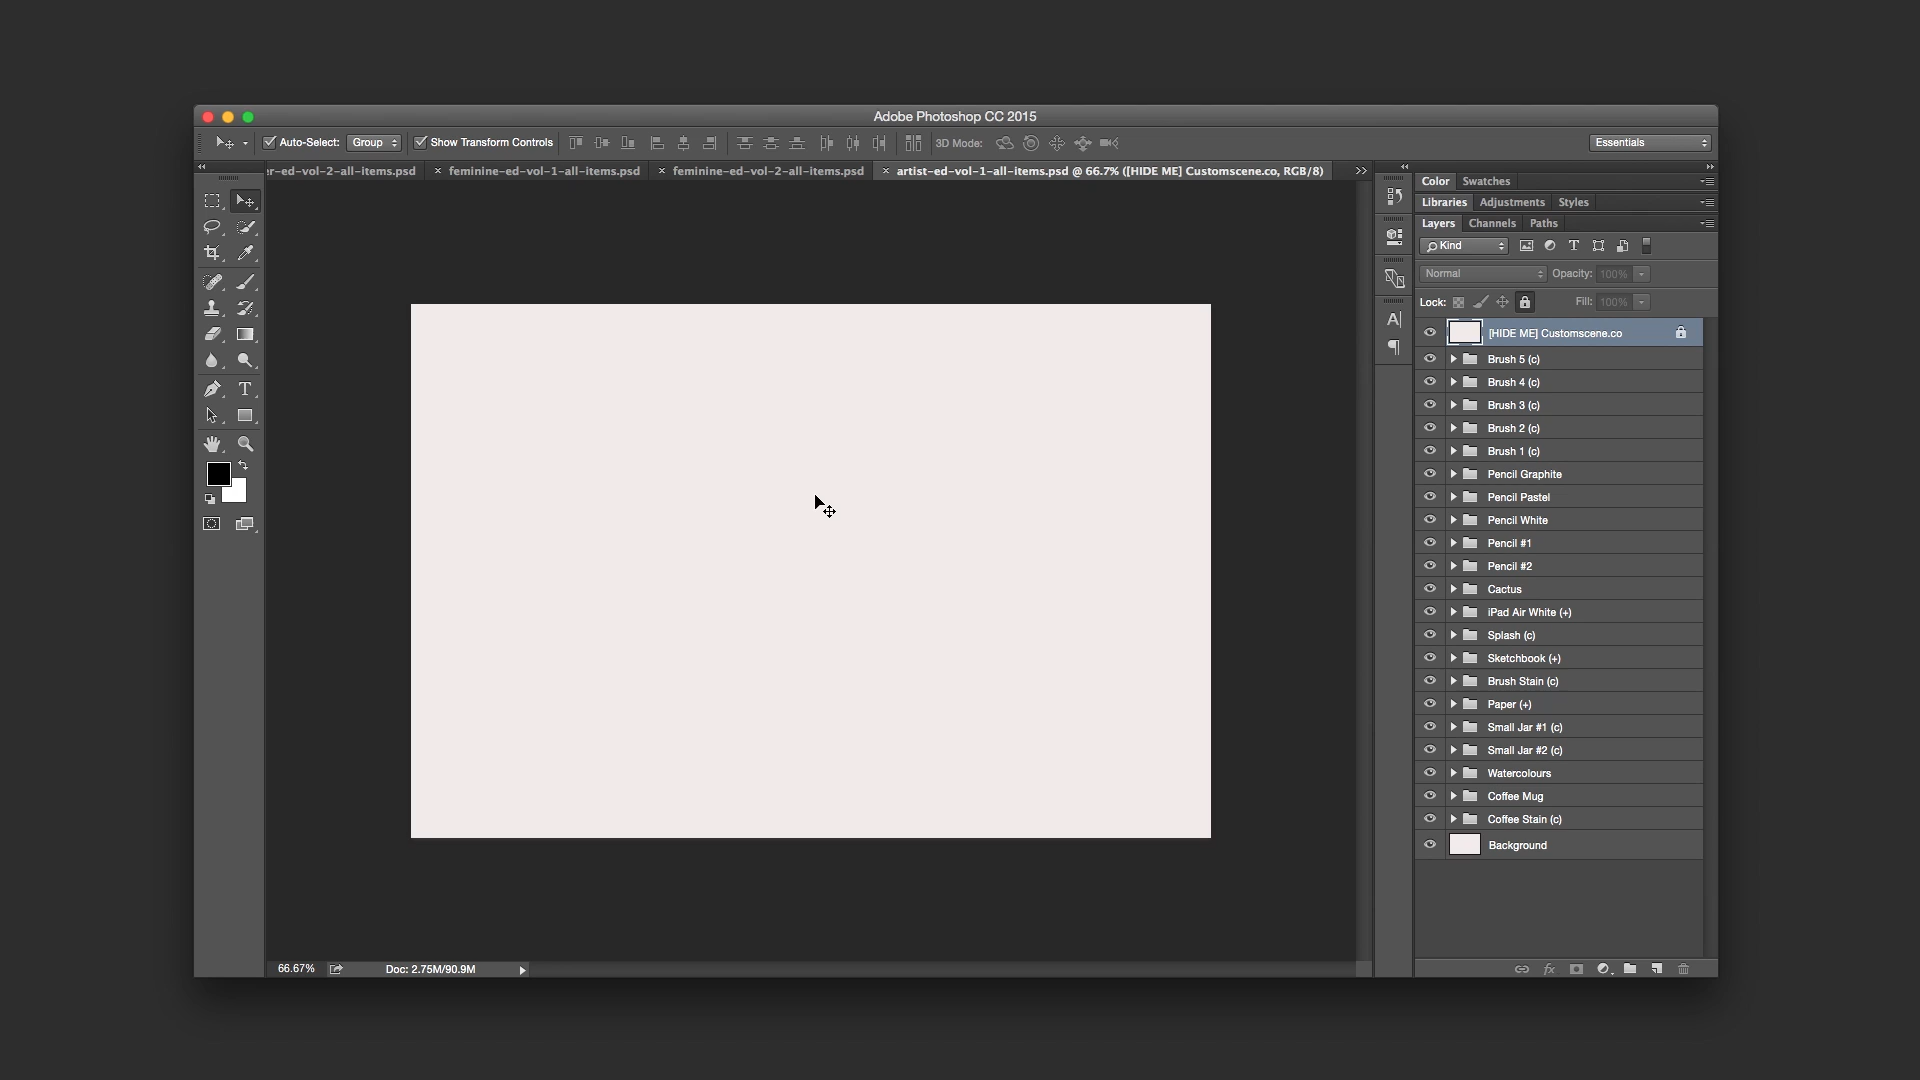 Adobe Photoshop CC 2015
Auto-Select: Group Show Transform Controls 3D Mode: Essentials
er-ed-vol-2-all-items.psd × feminine-ed-vol-1-all-items.psd × feminine-ed-vol-2-all-items.psd × artist-ed-vol-1-all-items.psd @ 66.7% ([HIDE ME] Customscene.co, RGB/8)
Color Swatches
Libraries Adjustments Styles
Layers Channels Paths
Kind
Normal Opacity: 100%
Lock: Fill: 100%
[HIDE ME] Customscene.co
Brush 5 (c)
Brush 4 (c)
Brush 3 (c)
Brush 2 (c)
Brush 1 (c)
Pencil Graphite
Pencil Pastel
Pencil White
Pencil #1
Pencil #2
Cactus
iPad Air White (+)
Splash (c)
Sketchbook (+)
Brush Stain (c)
Paper (+)
Small Jar #1 (c)
Small Jar #2 (c)
Watercolours
Coffee Mug
Coffee Stain (c)
Background
66.67% Doc: 2.75M/90.9M